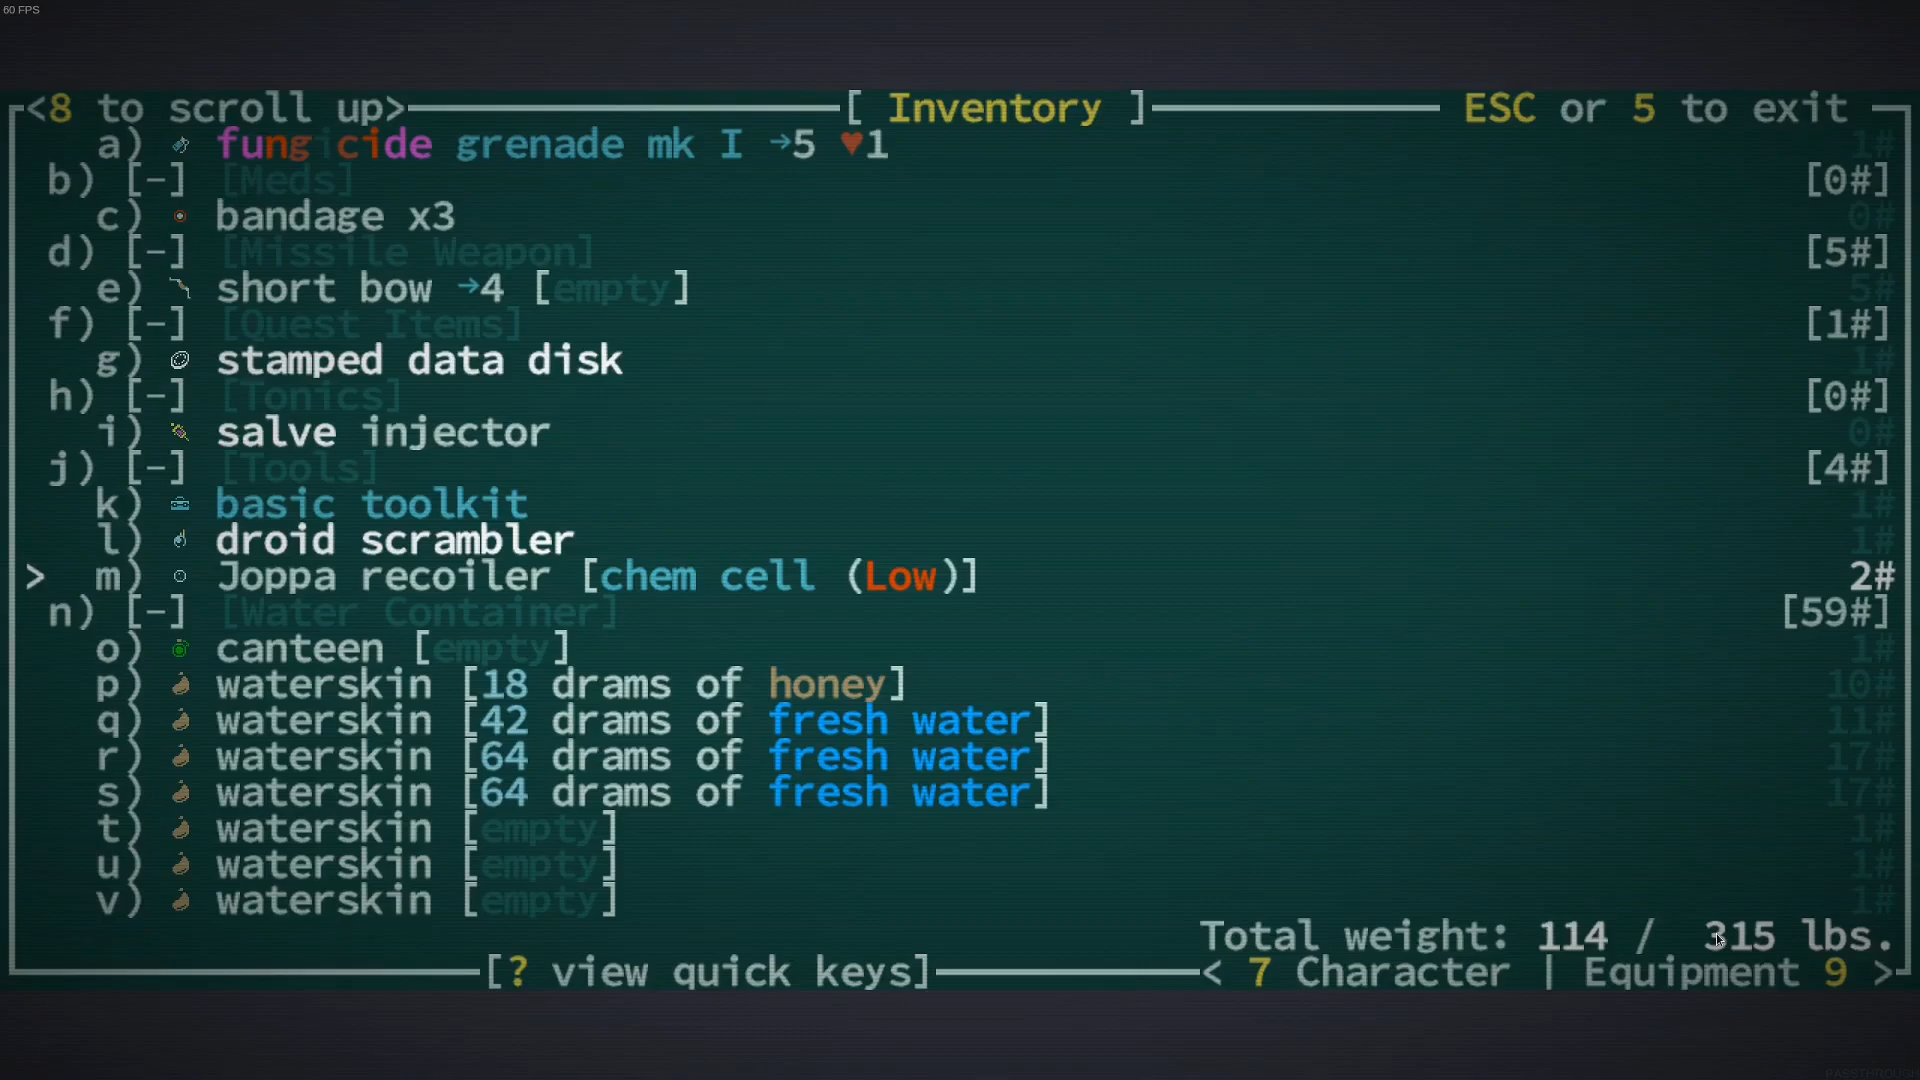 60 FPS
<8 to scroll up> [ Inventory ] ESC or 5 to exit
a) fungicide grenade mk I →5 ♥1 1#
b) [-] [Meds] [0#]
c) bandage x3 0#
d) [-] [Missile Weapon] [5#]
e) short bow →4 [empty] 5#
f) [-] [Quest Items] [1#]
g) stamped data disk 1#
h) [-] [Tonics] [0#]
i) salve injector 0#
j) [-] [Tools] [4#]
k) basic toolkit 1#
l) droid scrambler 1#
> m) Joppa recoiler [chem cell (Low)] 2#
n) [-] [Water Container] [59#]
o) canteen [empty] 1#
p) waterskin [18 drams of honey] 10#
q) waterskin [42 drams of fresh water] 11#
r) waterskin [64 drams of fresh water] 17#
s) waterskin [64 drams of fresh water] 17#
t) waterskin [empty] 1#
u) waterskin [empty] 1#
v) waterskin [empty] 1#
Total weight: 114 / 315 lbs.
[? view quick keys] < 7 Character | Equipment 9 >
PASSTHROUGH